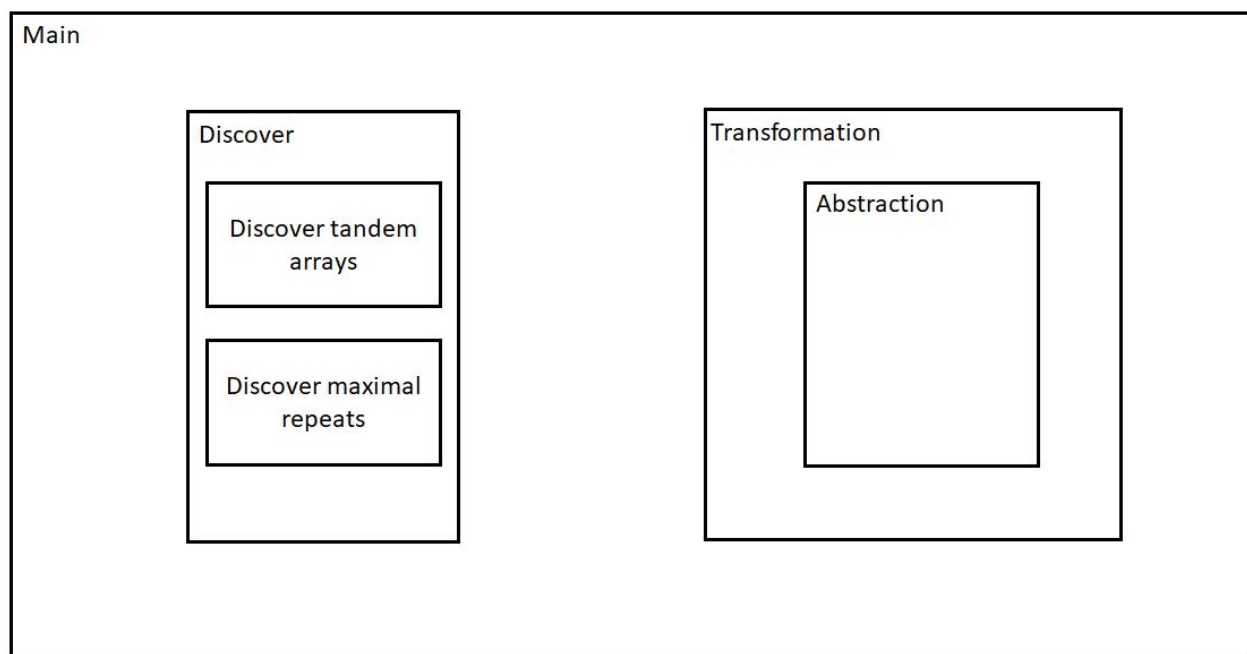 Main
Discover
Discover tandem
arrays
Discover maximal
repeats
Transformation
Abstraction